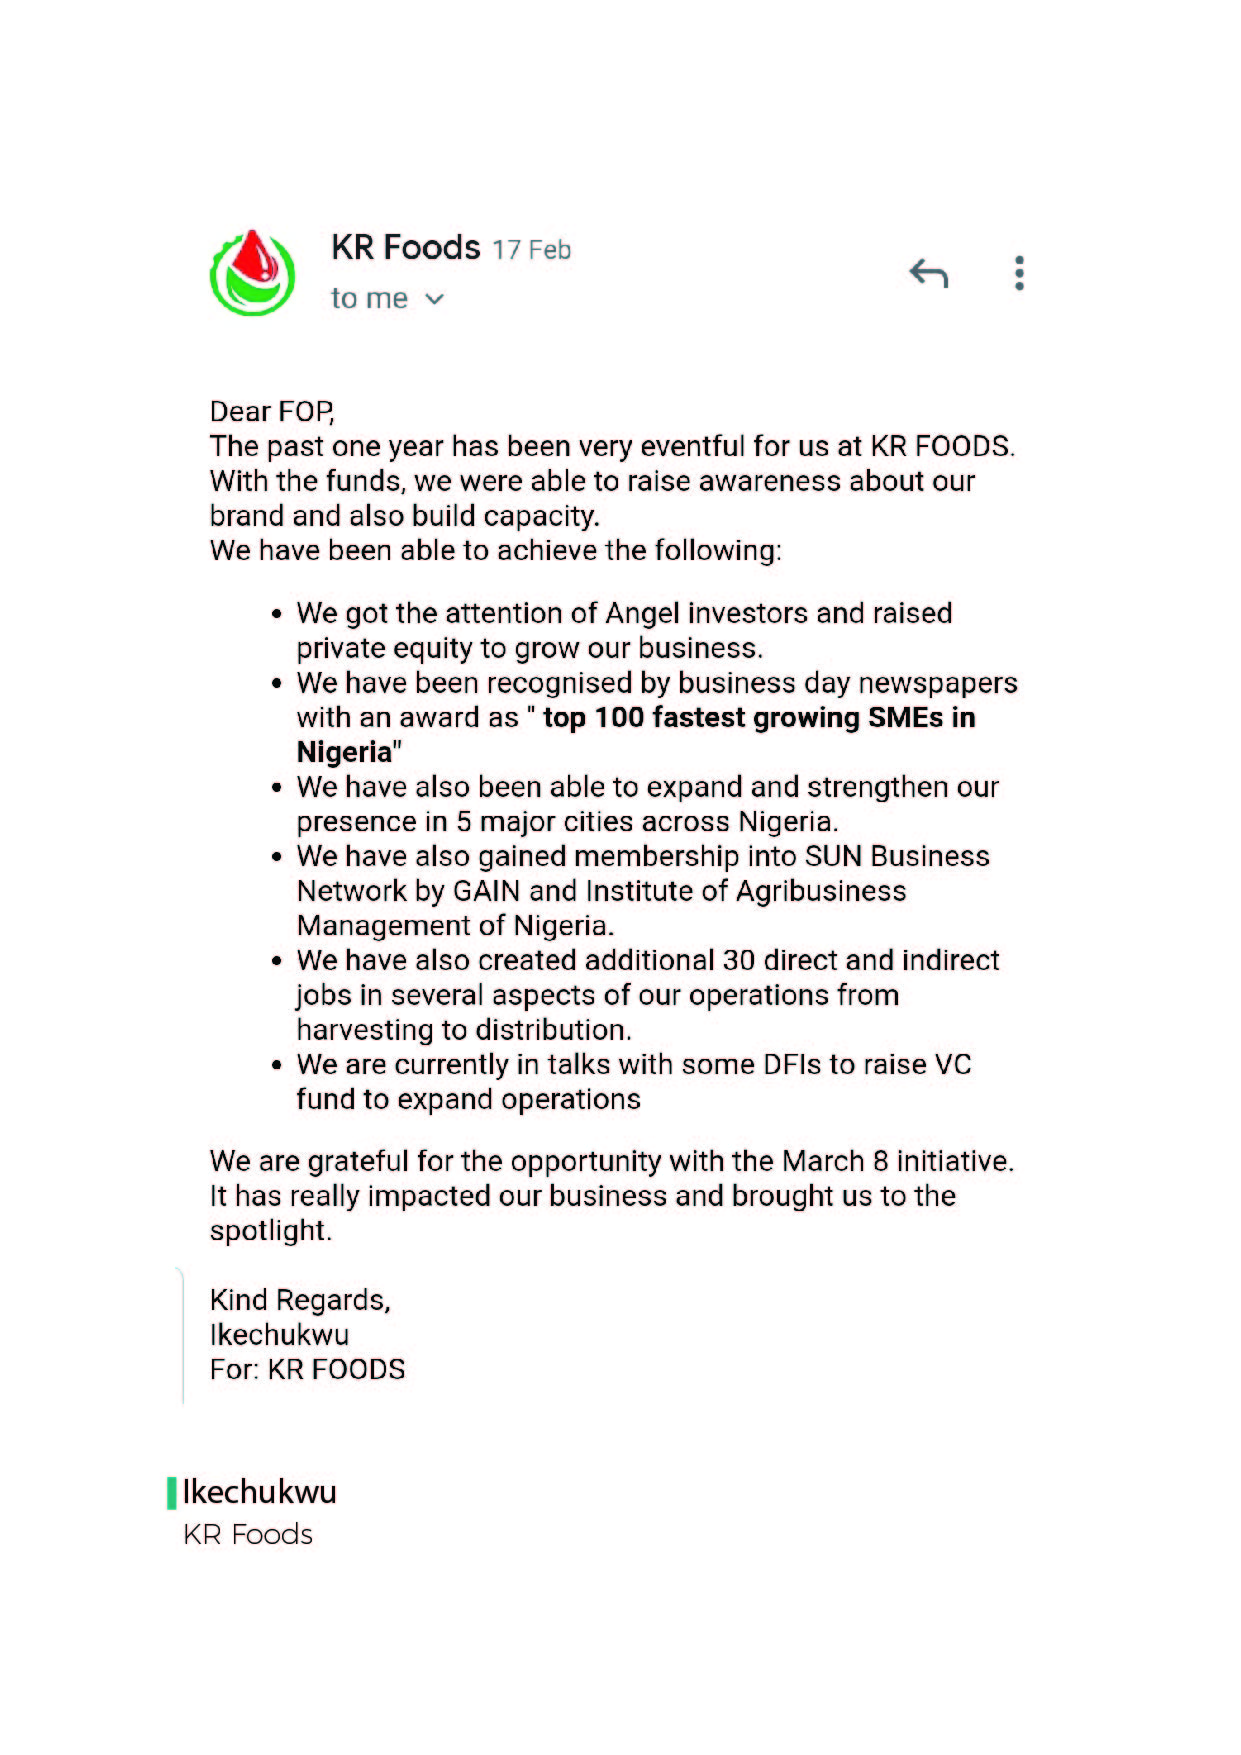 KR Foods 17 Feb
to me
Dear FOP,
The past one year has been very eventful for us at KR FOODS.
With the funds, we were able to raise awareness about our
brand and also build capacity.
We have been able to achieve the following:
• We got the attention of Angel investors and raised
private equity to grow our business.
• We have been recognised by business day newspapers
with an award as " top 100 fastest growing SMEs in
Nigeria"
• We have also been able to expand and strengthen our
presence in 5 major cities across Nigeria.
• We have also gained membership into SUN Business
Network by GAIN and Institute of Agribusiness
Management of Nigeria.
• We have also created additional 30 direct and indirect
jobs in several aspects of our operations from
harvesting to distribution.
• We are currently in talks with some DFIs to raise VC
fund to expand operations
We are grateful for the opportunity with the March 8 initiative.
It has really impacted our business and brought us to the
spotlight.
Kind Regards,
Ikechukwu
For: KR FOODS
Ikechukwu
KR Foods